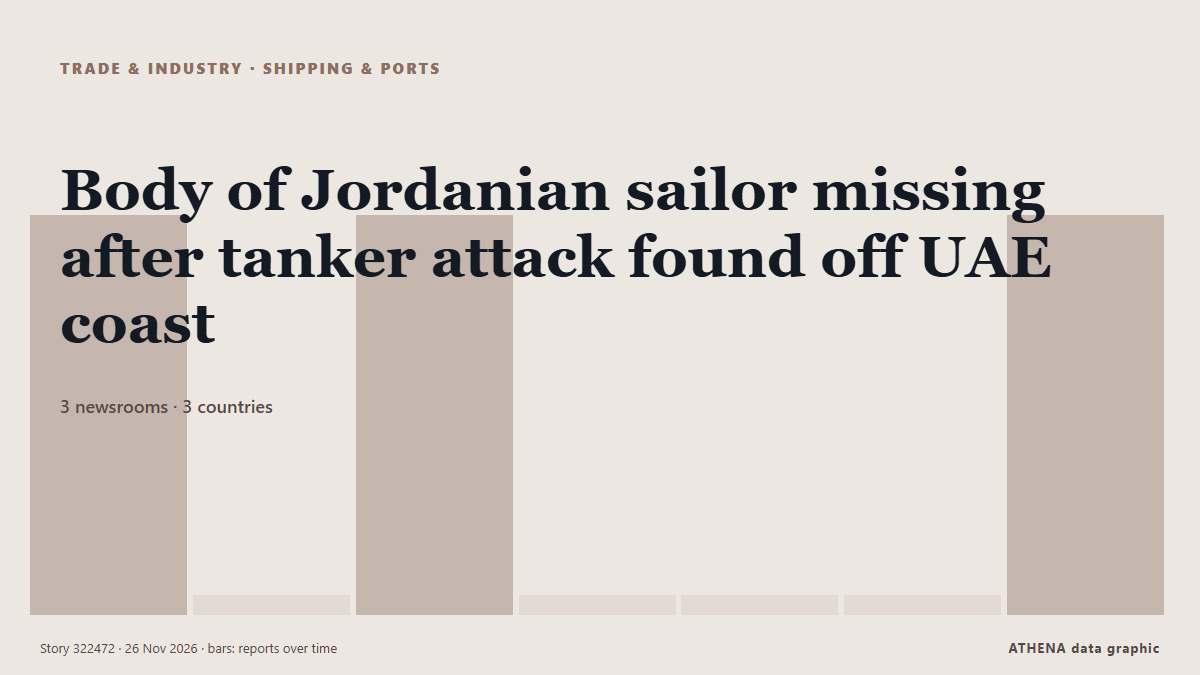 TRADE & INDUSTRY · SHIPPING & PORTS
Body of Jordanian sailor missing
after tanker attack found off UAE
coast
3 newsrooms · 3 countries
Story 322472 · 26 Nov 2026 · bars: reports over time
ATHENA data graphic